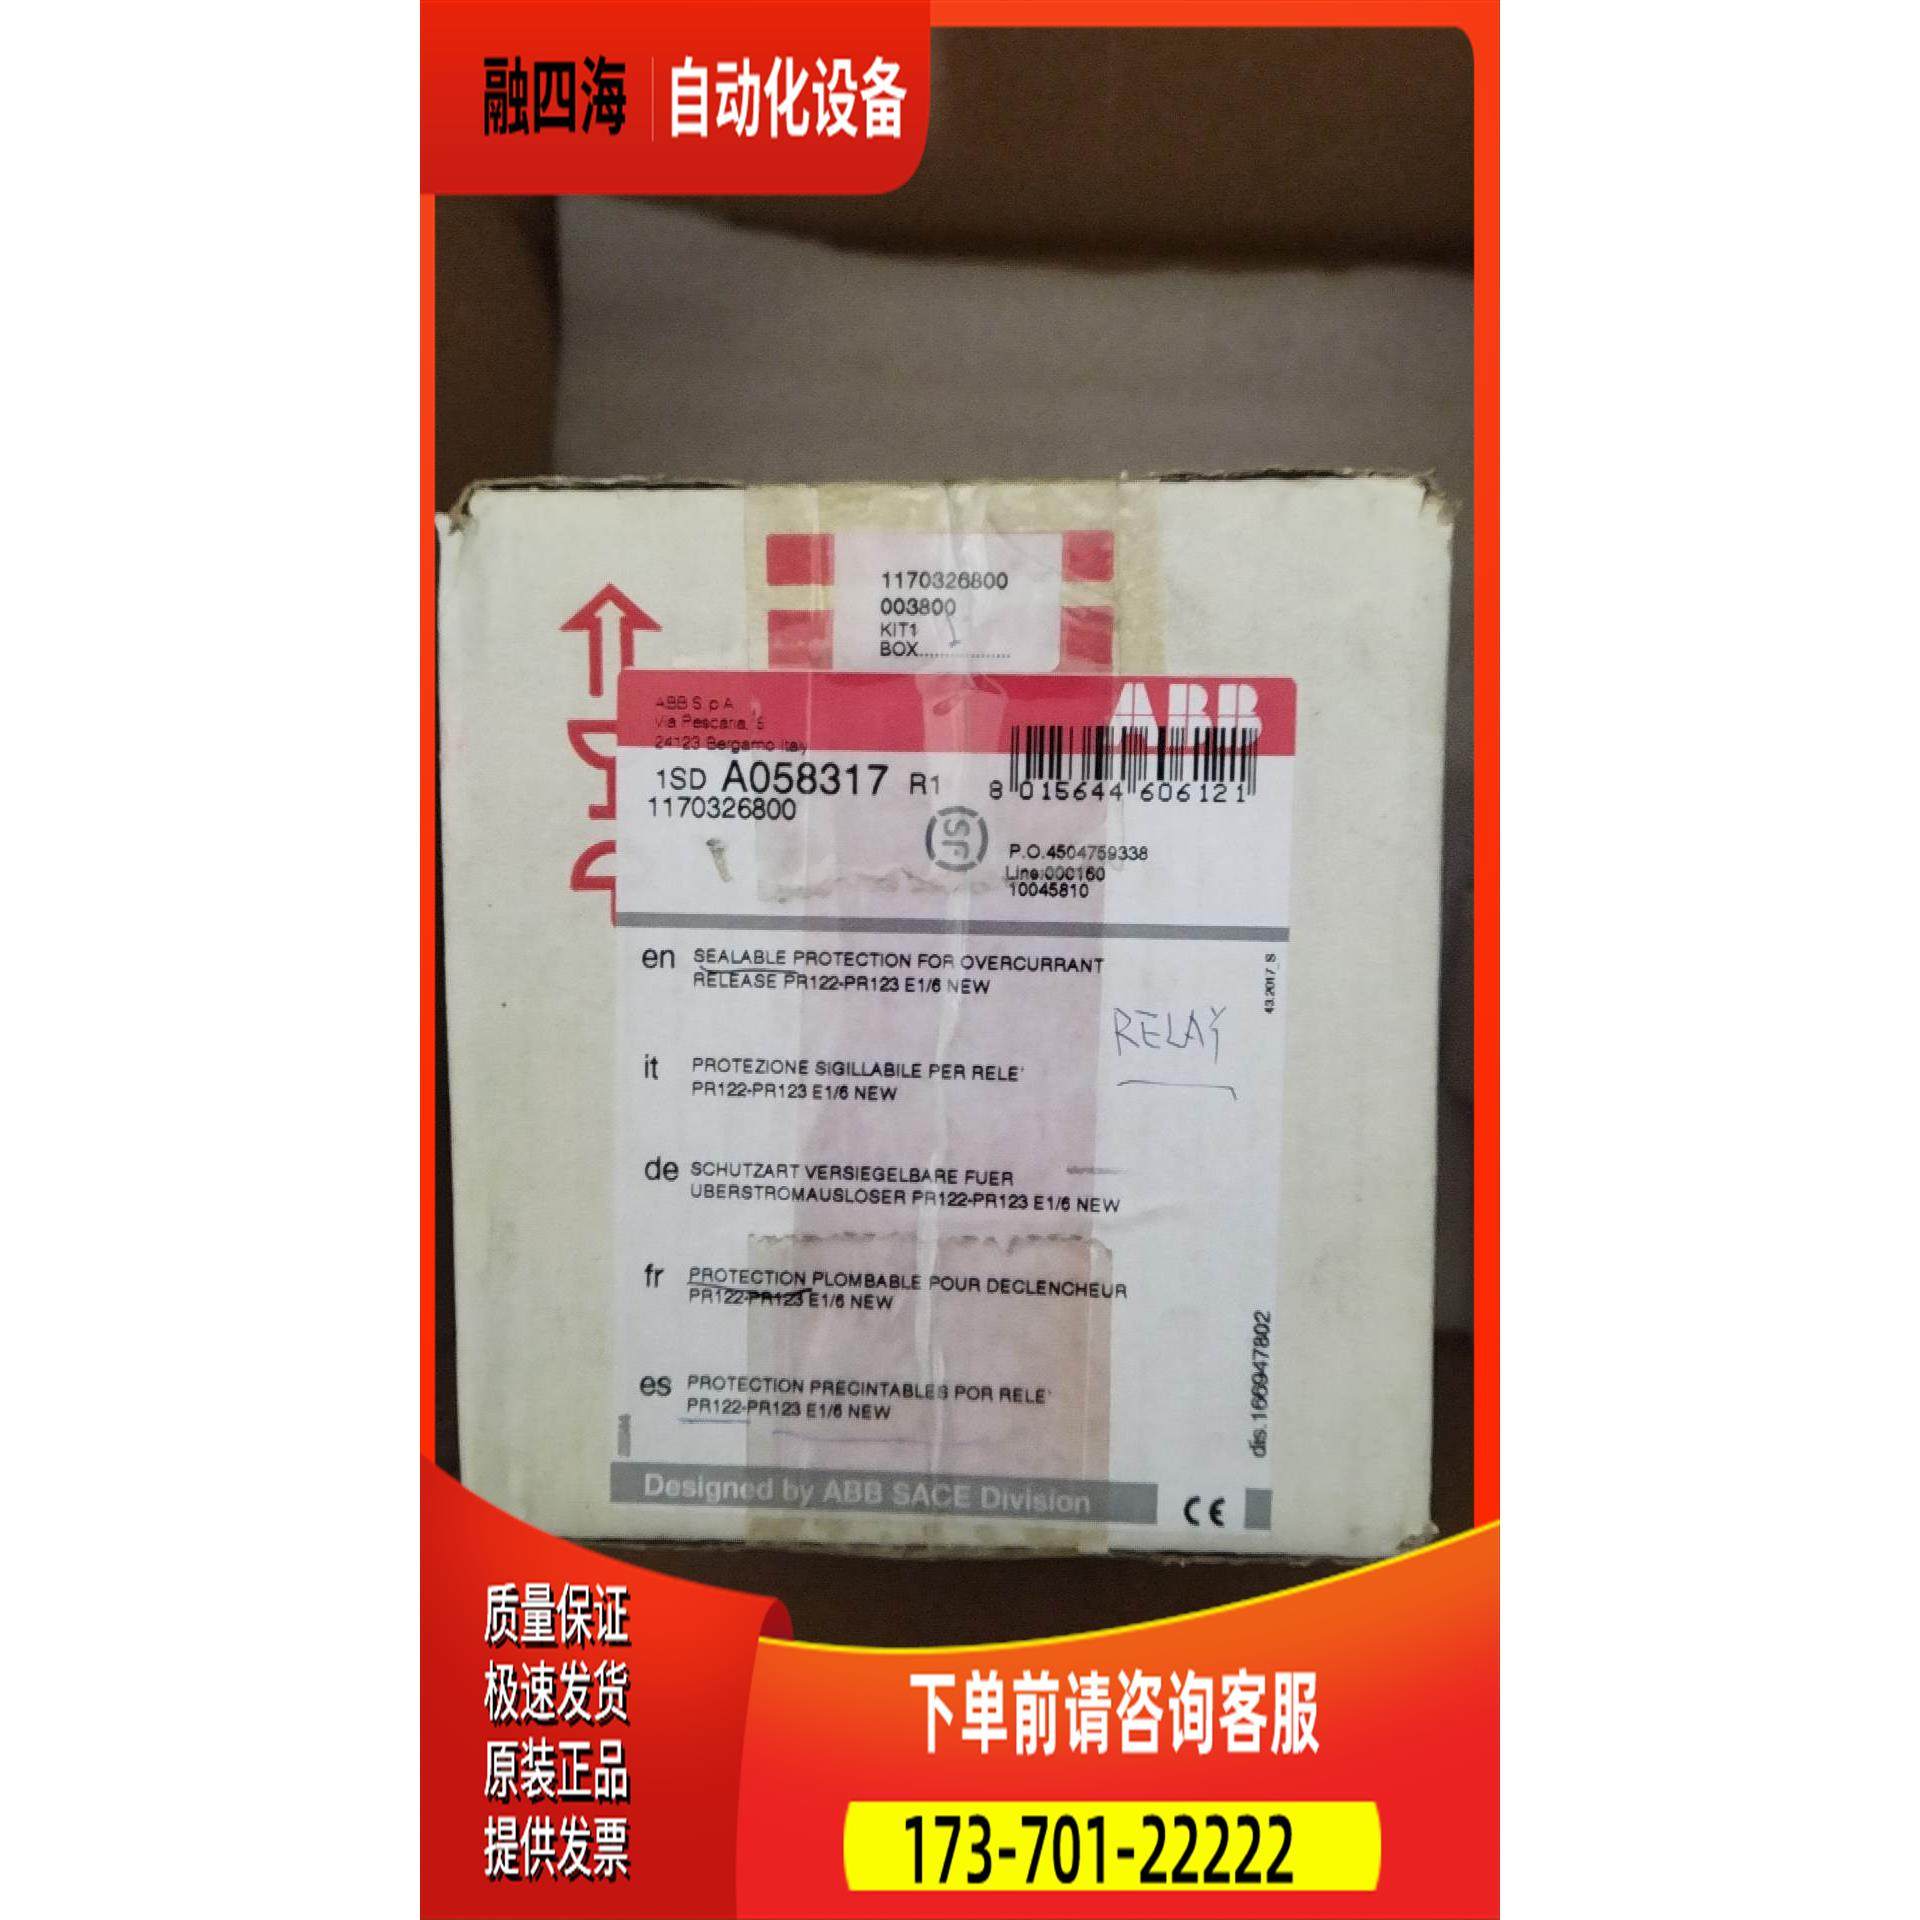 融四海 自动化设备
1170326800
003800
KIT1
BOX..................
ABB S.p.A.
Via Pescaria, 5
24123 Bergamo Italy
ABB
1SD A058317 R1
8 015644 606121
1170326800
P.O.4504759338
Line:000160
10045810
en SEALABLE PROTECTION FOR OVERCURRANT
RELEASE PR122-PR123 E1/6 NEW
43.2017_S
RELAY
it PROTEZIONE SIGILLABILE PER RELE'
PR122-PR123 E1/6 NEW
de SCHUTZART VERSIEGELBARE FUER
UBERSTROMAUSLOSER PR122-PR123 E1/6 NEW
fr PROTECTION PLOMBABLE POUR DECLENCHEUR
PR122-PR123 E1/6 NEW
es PROTECTION PRECINTABLES POR RELE'
PR122-PR123 E1/6 NEW
dis.166947802
Designed by ABB SACE Division
CE
质量保证
极速发货
原装正品
提供发票
下单前请咨询客服
173-701-22222